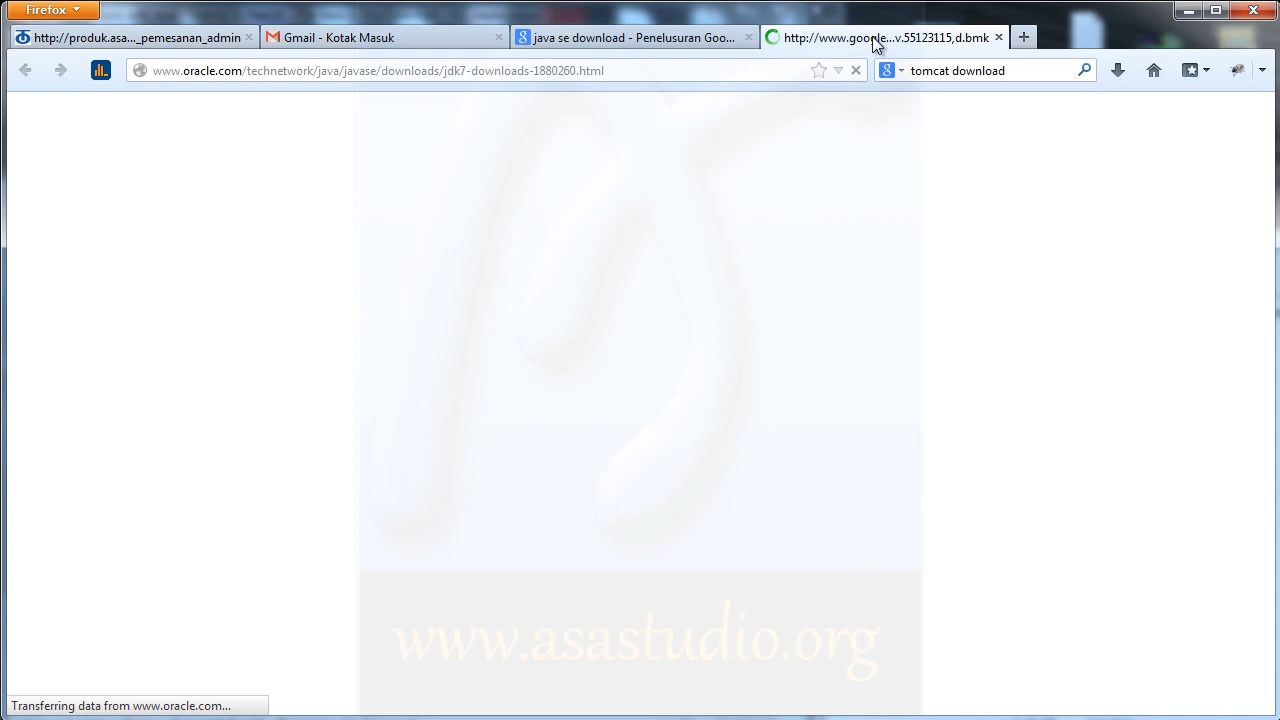 Firefox
http://produk.asa..._pemesanan_admin
Gmail - Kotak Masuk
java se download - Penelusuran Goo...
http://www.google...v.55123115,d.bmk
www.oracle.com/technetwork/java/javase/downloads/jdk7-downloads-1880260.html
tomcat download
www.asastudio.org
Transferring data from www.oracle.com...